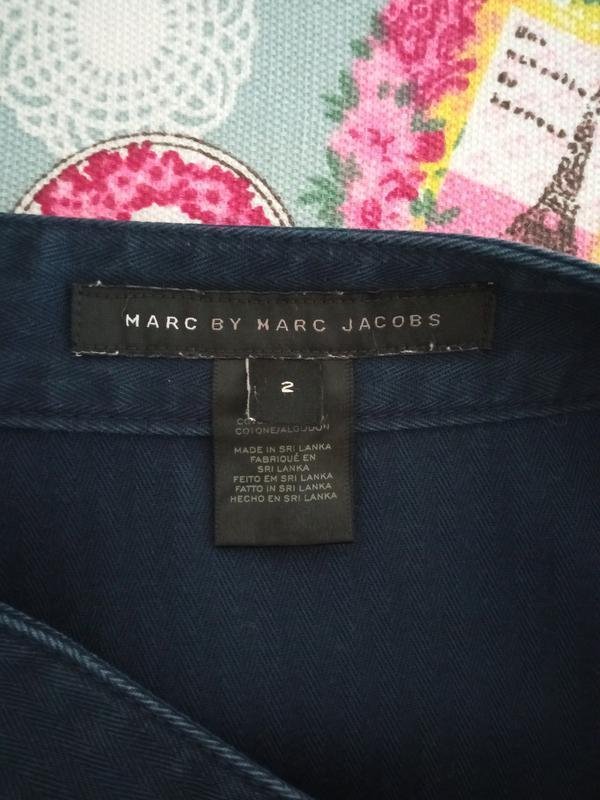 MARC BY MARC JACOBS
2
COTONE/ALGODÓN
MADE IN SRI LANKA
FABRIQUÉ EN
SRI LANKA
FEITO EM SRI LANKA
FATTO IN SRI LANKA
HECHO EN SRI LANKA